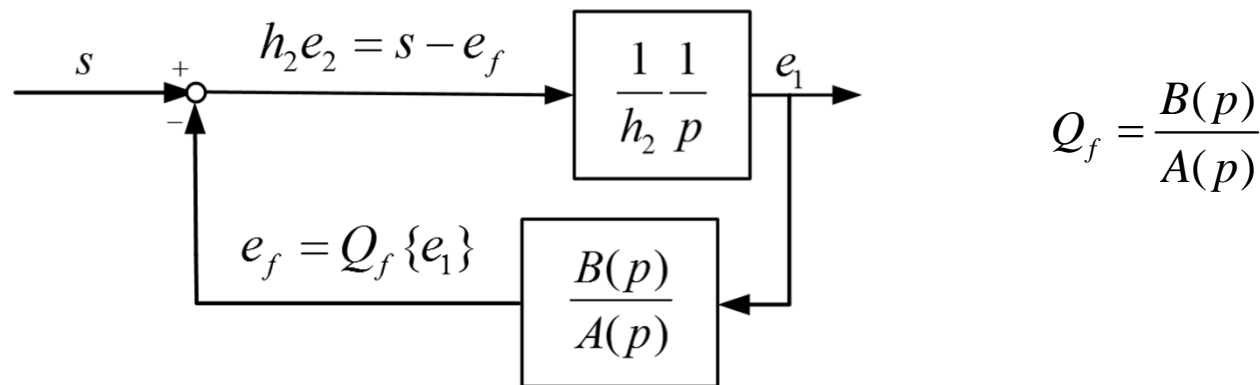 s
+
−
h₂e₂ = s − e_f
1/h₂ 1/p
e₁
Q_f = B(p)/A(p)
e_f = Q_f {e₁}
B(p)/A(p)